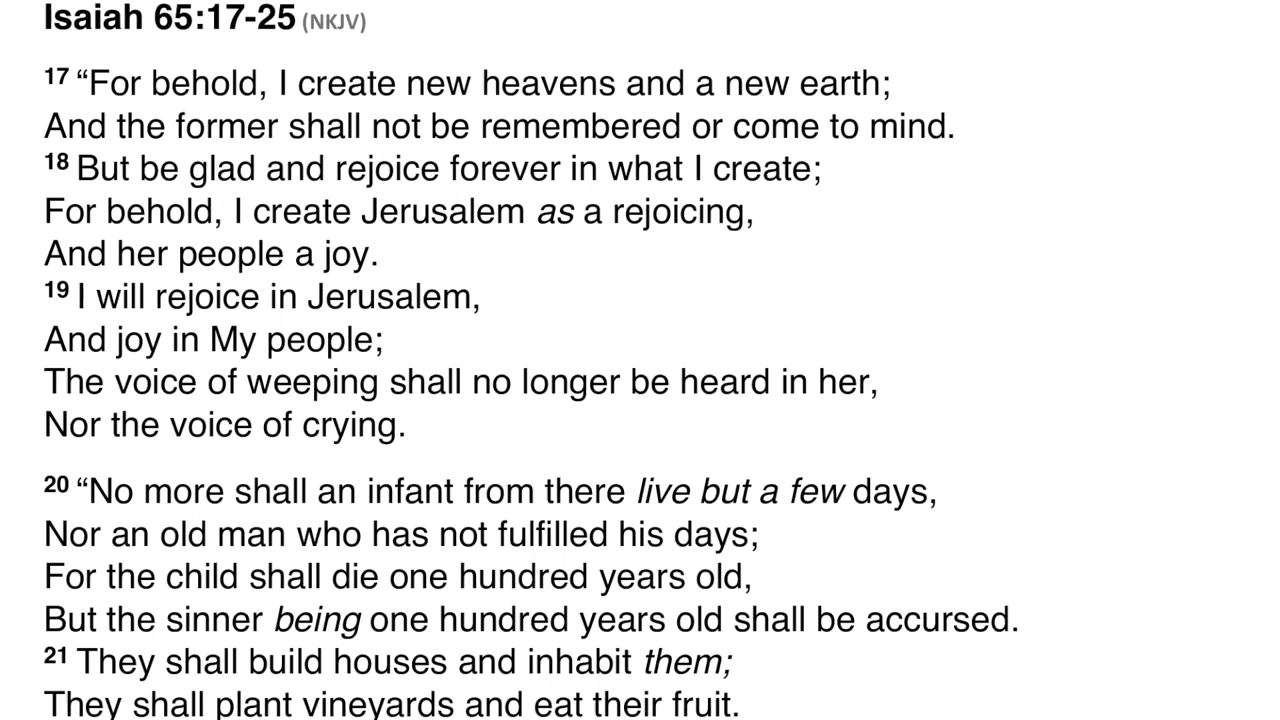 Isaiah 65:17-25 (NKJV)
17 “For behold, I create new heavens and a new earth;
And the former shall not be remembered or come to mind.
18 But be glad and rejoice forever in what I create;
For behold, I create Jerusalem as a rejoicing,
And her people a joy.
19 I will rejoice in Jerusalem,
And joy in My people;
The voice of weeping shall no longer be heard in her,
Nor the voice of crying.
20 “No more shall an infant from there live but a few days,
Nor an old man who has not fulfilled his days;
For the child shall die one hundred years old,
But the sinner being one hundred years old shall be accursed.
21 They shall build houses and inhabit them;
They shall plant vineyards and eat their fruit.